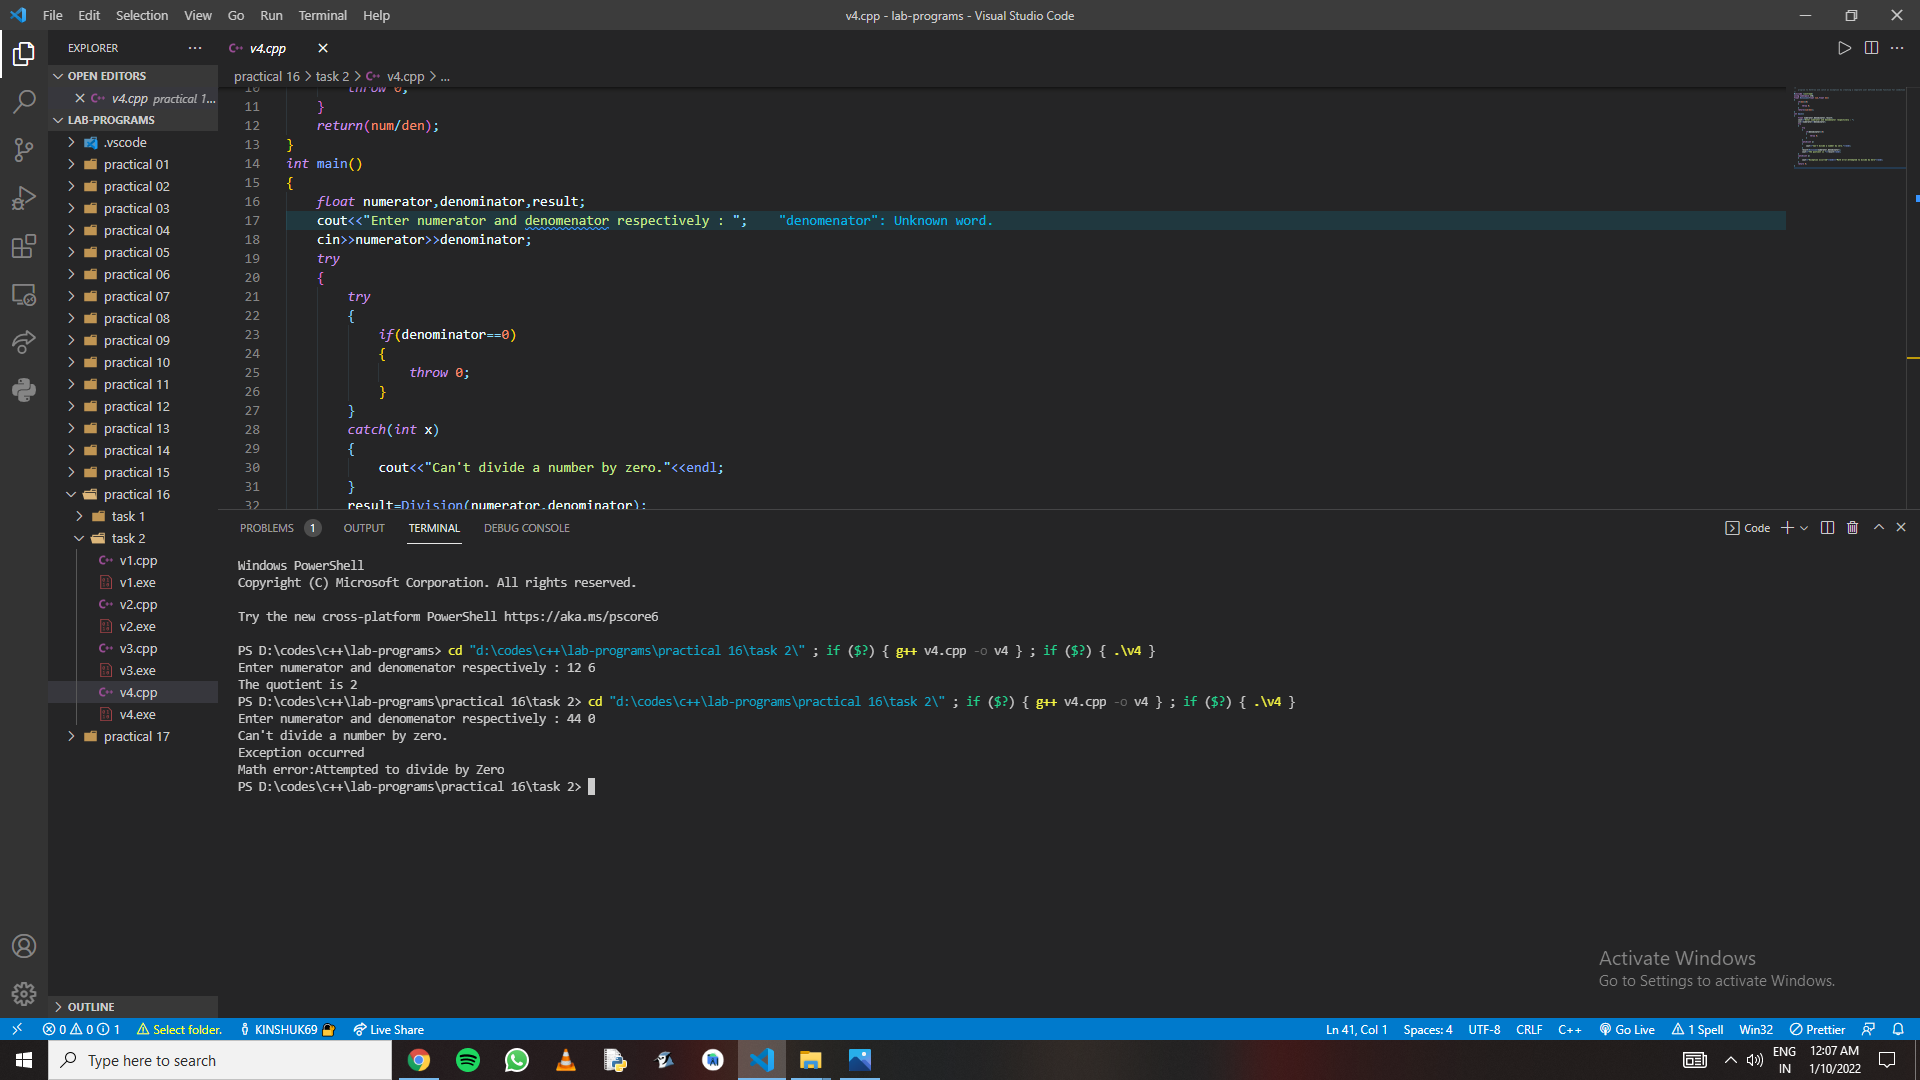 File Edit Selection View Go Run Terminal Help
v4.cpp - lab-programs - Visual Studio Code
EXPLORER
OPEN EDITORS
v4.cpp practical 1...
LAB-PROGRAMS
.vscode
practical 01
practical 02
practical 03
practical 04
practical 05
practical 06
practical 07
practical 08
practical 09
practical 10
practical 11
practical 12
practical 13
practical 14
practical 15
practical 16
task 1
task 2
v1.cpp
v1.exe
v2.cpp
v2.exe
v3.cpp
v3.exe
v4.cpp
v4.exe
practical 17
OUTLINE
v4.cpp
practical 16 > task 2 > v4.cpp > ...
10 throw 0;
11 }
12 return(num/den);
13 }
14 int main()
15 {
16 float numerator,denominator,result;
17 cout<<"Enter numerator and denomenator respectively : "; "denomenator": Unknown word.
18 cin>>numerator>>denominator;
19 try
20 {
21 try
22 {
23 if(denominator==0)
24 {
25 throw 0;
26 }
27 }
28 catch(int x)
29 {
30 cout<<"Can't divide a number by zero."<<endl;
31 }
32 result=Division(numerator,denominator);
PROBLEMS 1 OUTPUT TERMINAL DEBUG CONSOLE
Code
Windows PowerShell
Copyright (C) Microsoft Corporation. All rights reserved.
Try the new cross-platform PowerShell https://aka.ms/pscore6
PS D:\codes\c++\lab-programs> cd "d:\codes\c++\lab-programs\practical 16\task 2\" ; if ($?) { g++ v4.cpp -o v4 } ; if ($?) { .\v4 }
Enter numerator and denomenator respectively : 12 6
The quotient is 2
PS D:\codes\c++\lab-programs\practical 16\task 2> cd "d:\codes\c++\lab-programs\practical 16\task 2\" ; if ($?) { g++ v4.cpp -o v4 } ; if ($?) { .\v4 }
Enter numerator and denomenator respectively : 44 0
Can't divide a number by zero.
Exception occurred
Math error:Attempted to divide by Zero
PS D:\codes\c++\lab-programs\practical 16\task 2>
Activate Windows
Go to Settings to activate Windows.
0 0 1 Select folder. KINSHUK69 Live Share
Ln 41, Col 1 Spaces: 4 UTF-8 CRLF C++ Go Live 1 Spell Win32 Prettier
Type here to search
ENG
IN
12:07 AM
1/10/2022